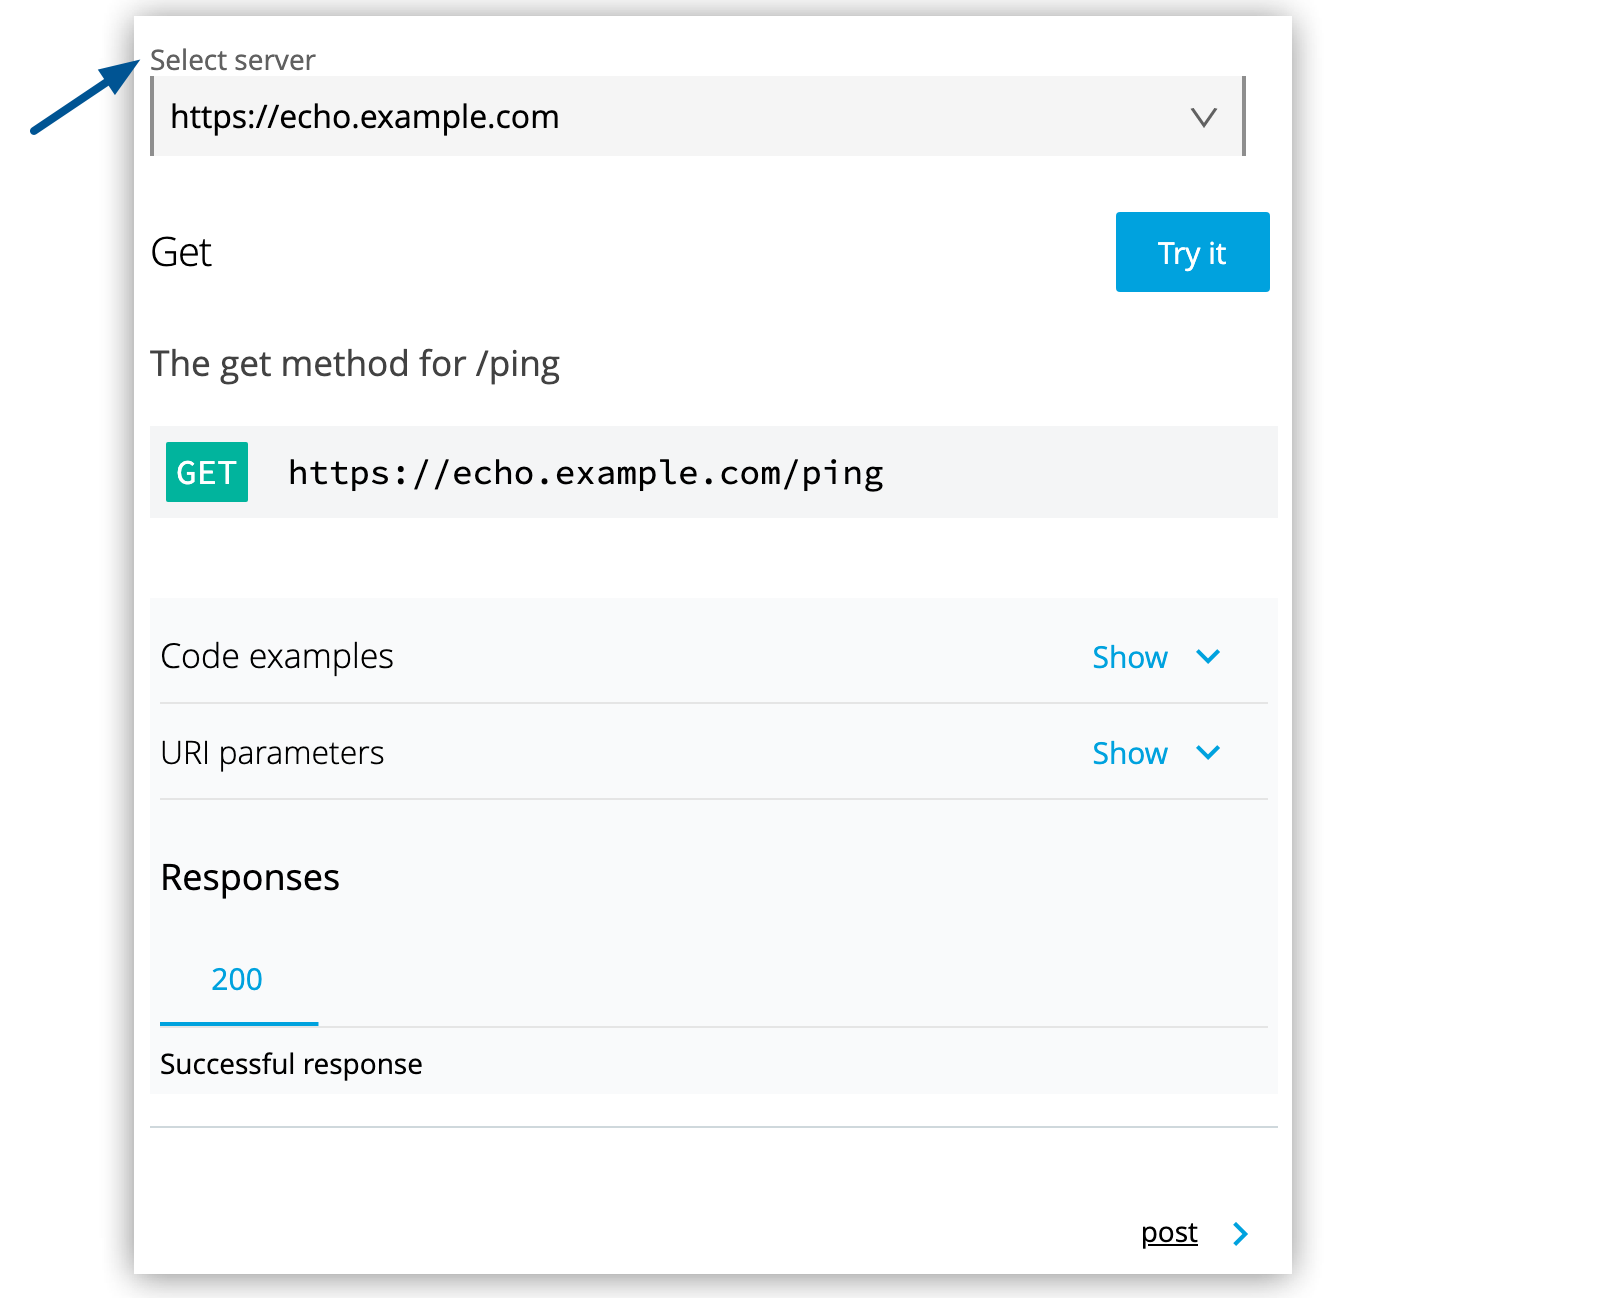 Select server
https://echo.example.com
Get
Try it
The get method for /ping
GET https://echo.example.com/ping
Code examples
Show
URI parameters
Show
Responses
200
Successful response
post